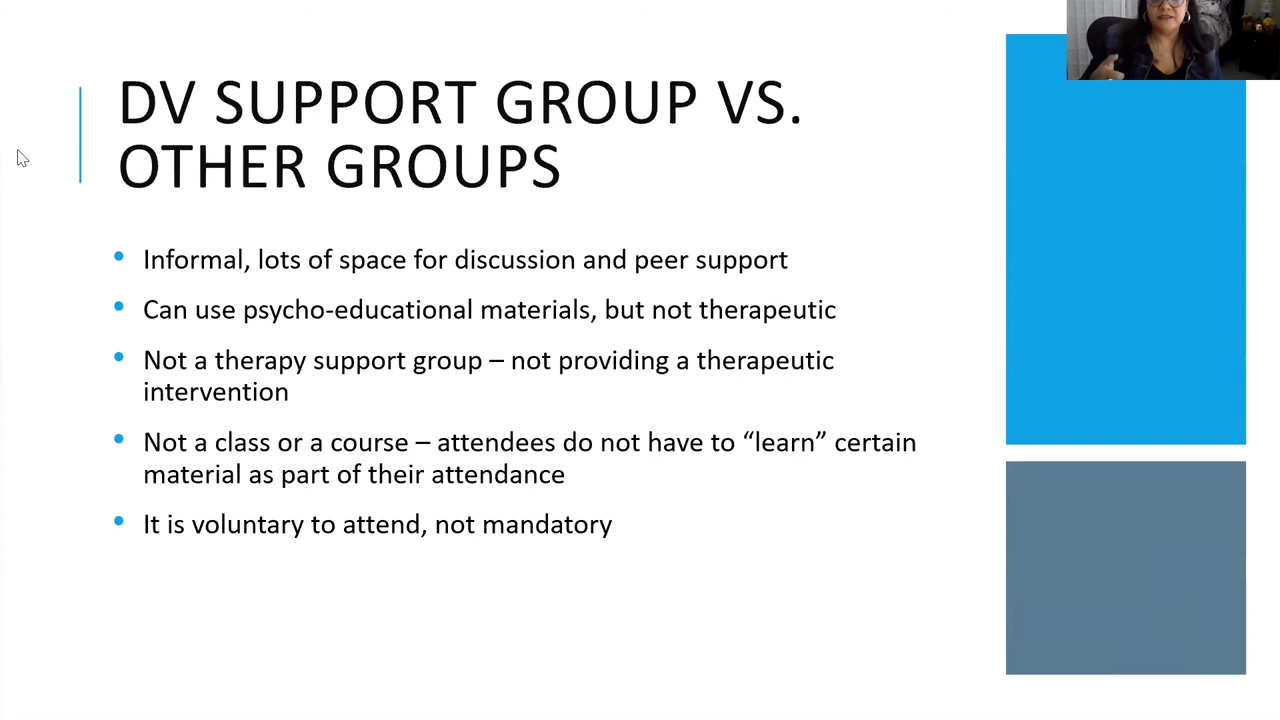 DV SUPPORT GROUP VS.
OTHER GROUPS
• Informal, lots of space for discussion and peer support
• Can use psycho-educational materials, but not therapeutic
• Not a therapy support group – not providing a therapeutic
intervention
• Not a class or a course – attendees do not have to “learn” certain
material as part of their attendance
• It is voluntary to attend, not mandatory